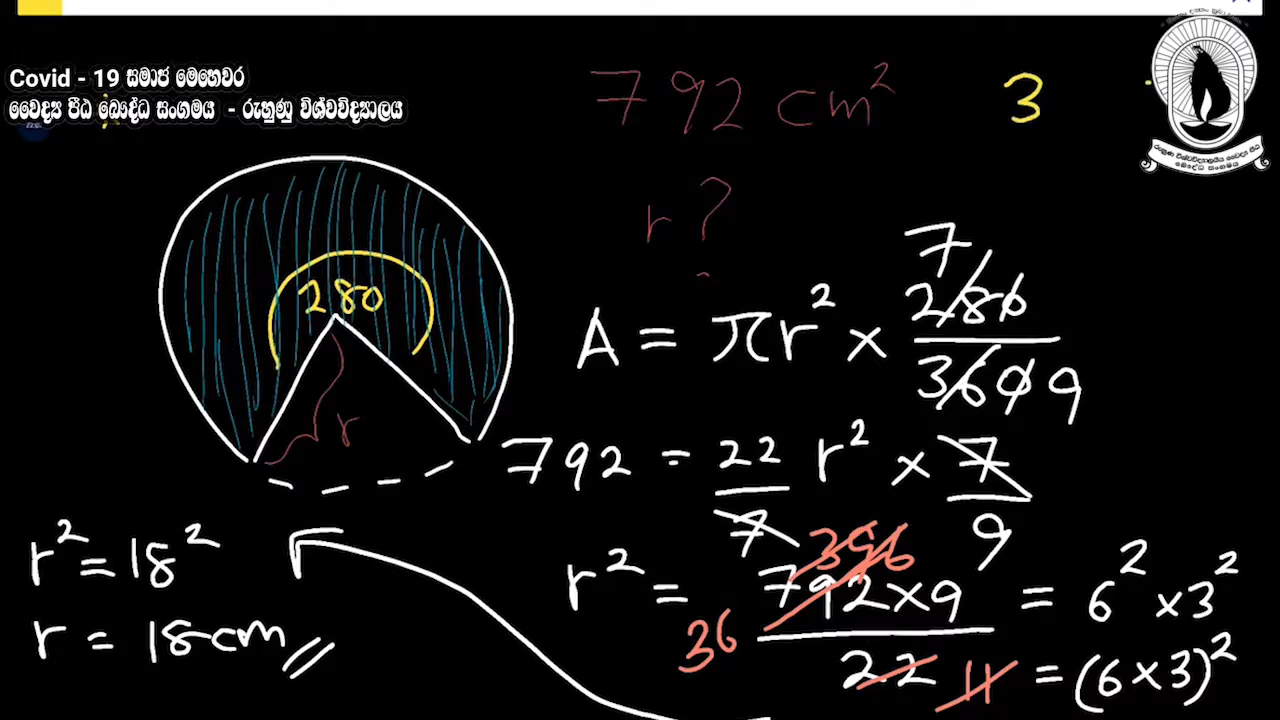 Covid - 19 සමාජ මෙහෙවර
වෛද්‍ය පීඨ බෞද්ධ සංගමය - රුහුණු විශ්වවිද්‍යාලය
792 cm²
3
r ?
280
r
A = πr² × 280/360 7 9
792 = 22/7 r² × 7/9
r² = 792×9/22 396 36 11 = 6² × 3²
= (6 × 3)²
r² = 18²
r = 18cm